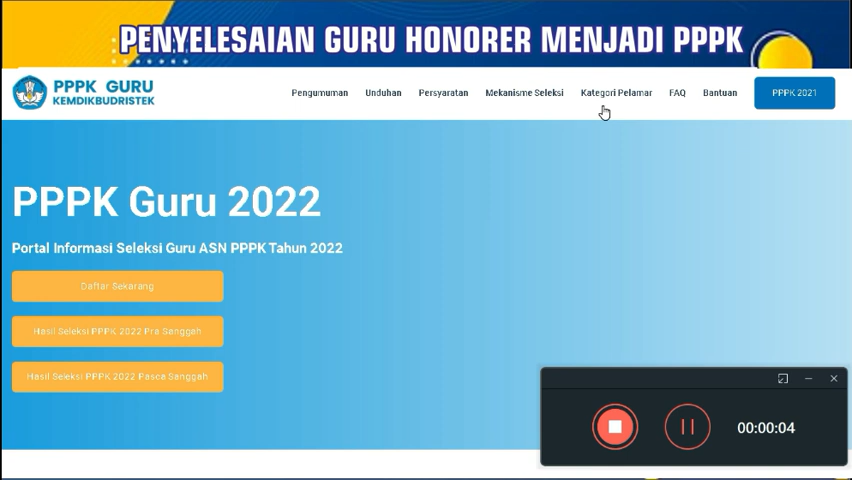 PENYELESAIAN GURU HONORER MENJADI PPPK
PPPK GURU
KEMDIKBUDRISTEK
Pengumuman Unduhan Persyaratan Mekanisme Seleksi Kategori Pelamar FAQ Bantuan PPPK 2021
PPPK Guru 2022
Portal Informasi Seleksi Guru ASN PPPK Tahun 2022
Daftar Sekarang
Hasil Seleksi PPPK 2022 Pra Sanggah
Hasil Seleksi PPPK 2022 Pasca Sanggah
00:00:04